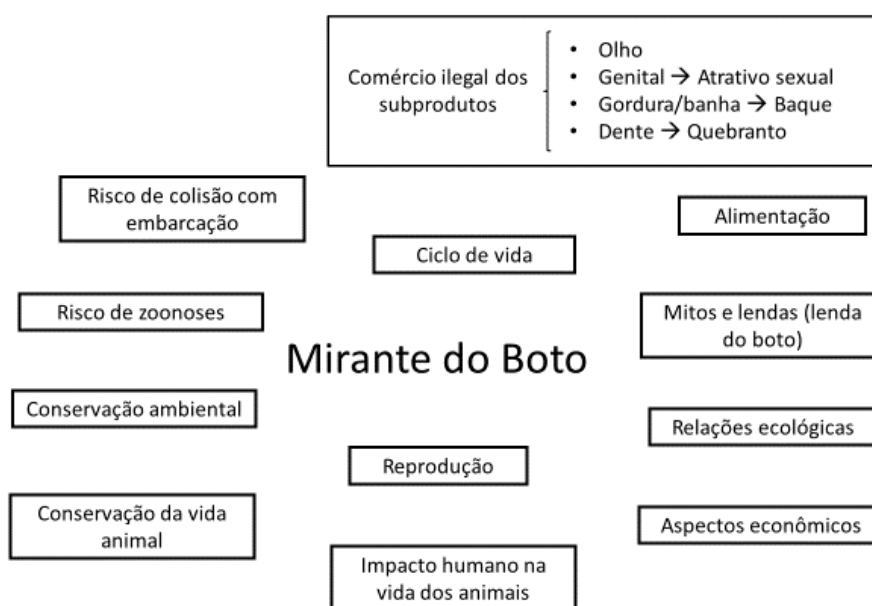 Comércio ilegal dos
subprodutos
• Olho
• Genital → Atrativo sexual
• Gordura/banha → Baque
• Dente → Quebranto
Risco de colisão com
embarcação
Alimentação
Ciclo de vida
Risco de zoonoses
Mitos e lendas (lenda
do boto)
Mirante do Boto
Conservação ambiental
Relações ecológicas
Reprodução
Conservação da vida
animal
Aspectos econômicos
Impacto humano na
vida dos animais